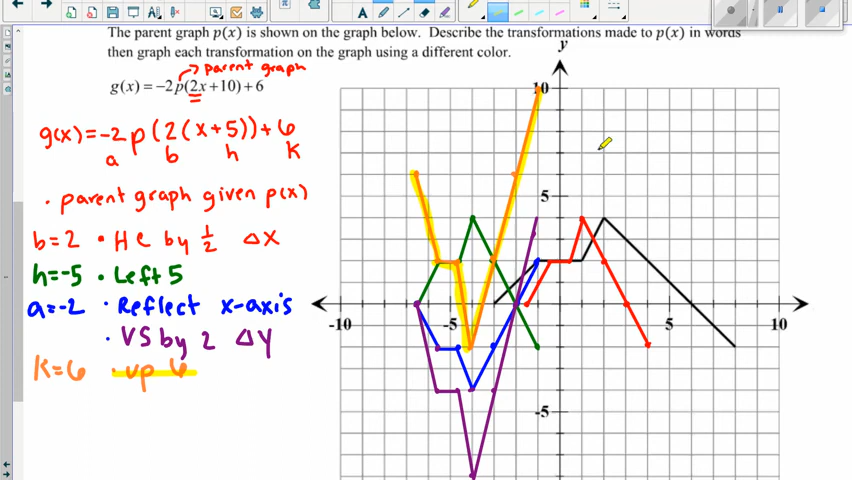 The parent graph p(x) is shown on the graph below. Describe the transformations made to p(x) in words
then graph each transformation on the graph using a different color.
y
parent graph
g(x) = −2p(2x+10)+6
10
g(x)=-2p(2(x+5))+6
a b h K
· parent graph given p(x)
5
b=2 · HC by 1/2 ΔX
h=-5 · Left 5
a=-2 · Reflect x-axis
x
-10 -5 5 10
· VS by 2 ΔY
K=6 · up 6
-5